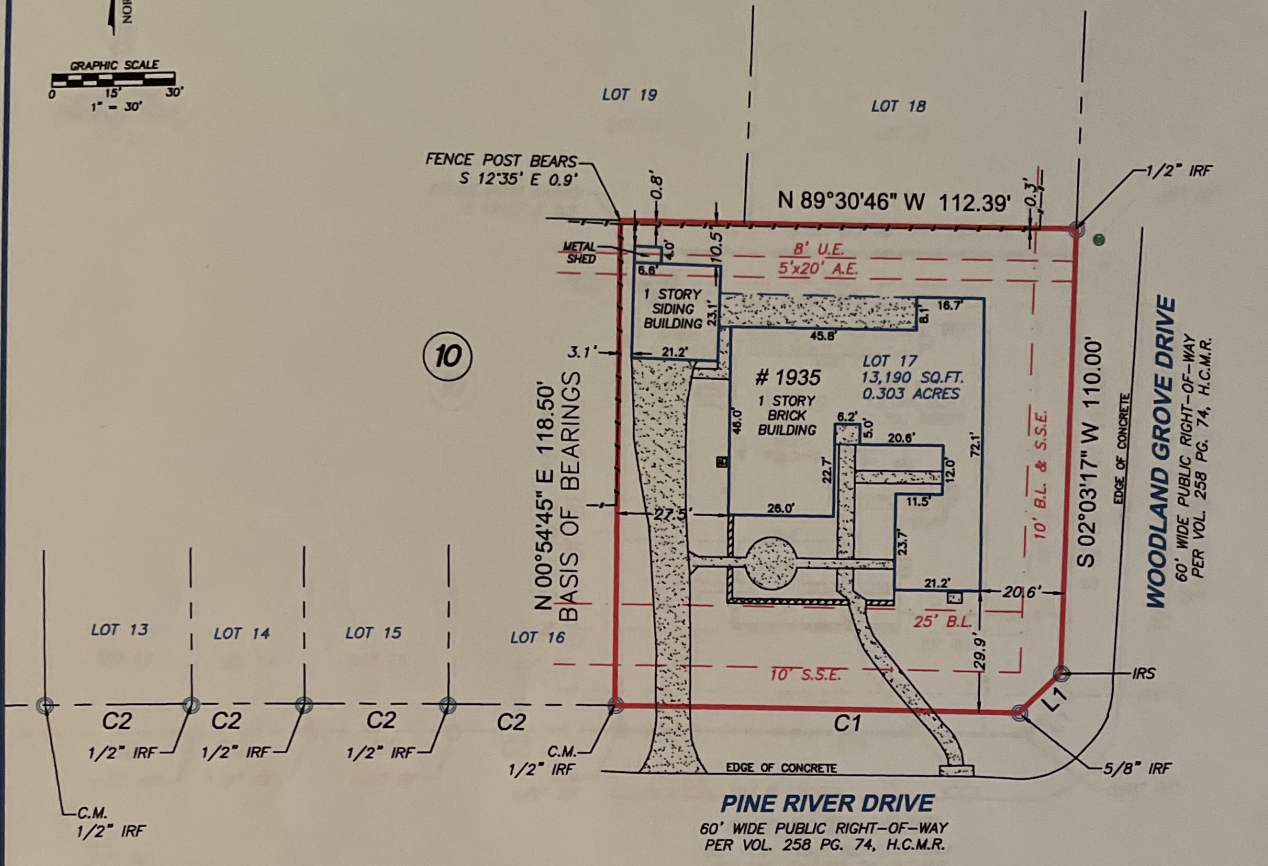 NOR
GRAPHIC SCALE
0 15' 30'
1" = 30'
LOT 19
LOT 18
FENCE POST BEARS
S 12°35' E 0.9'
0.8'
N 89°30'46" W 112.39'
0.3'
1/2" IRF
METAL
SHED
4.0'
6.6'
10.5'
8' U.E.
5'x20' A.E.
1 STORY
SIDING
BUILDING
23.1'
21.2'
3.1'
45.8'
8.1'
16.7'
10
LOT 17
13,190 SQ.FT.
0.303 ACRES
# 1935
1 STORY
BRICK
BUILDING
46.0'
6.2'
5.0'
20.6'
12.0'
11.5'
22.7'
26.0'
23.7'
21.2'
72.1'
27.5'
N 00°54'45" E 118.50'
BASIS OF BEARINGS
10' B.L. & S.S.E.
S 02°03'17" W 110.00'
EDGE OF CONCRETE
WOODLAND GROVE DRIVE
60' WIDE PUBLIC RIGHT-OF-WAY
PER VOL. 258 PG. 74, H.C.M.R.
20.6'
25' B.L.
29.9'
10' S.S.E.
LOT 13
LOT 14
LOT 15
LOT 16
C2
C2
C2
C2
C1
L1
IRS
1/2" IRF
1/2" IRF
1/2" IRF
C.M.
1/2" IRF
5/8" IRF
C.M.
1/2" IRF
EDGE OF CONCRETE
PINE RIVER DRIVE
60' WIDE PUBLIC RIGHT-OF-WAY
PER VOL. 258 PG. 74, H.C.M.R.